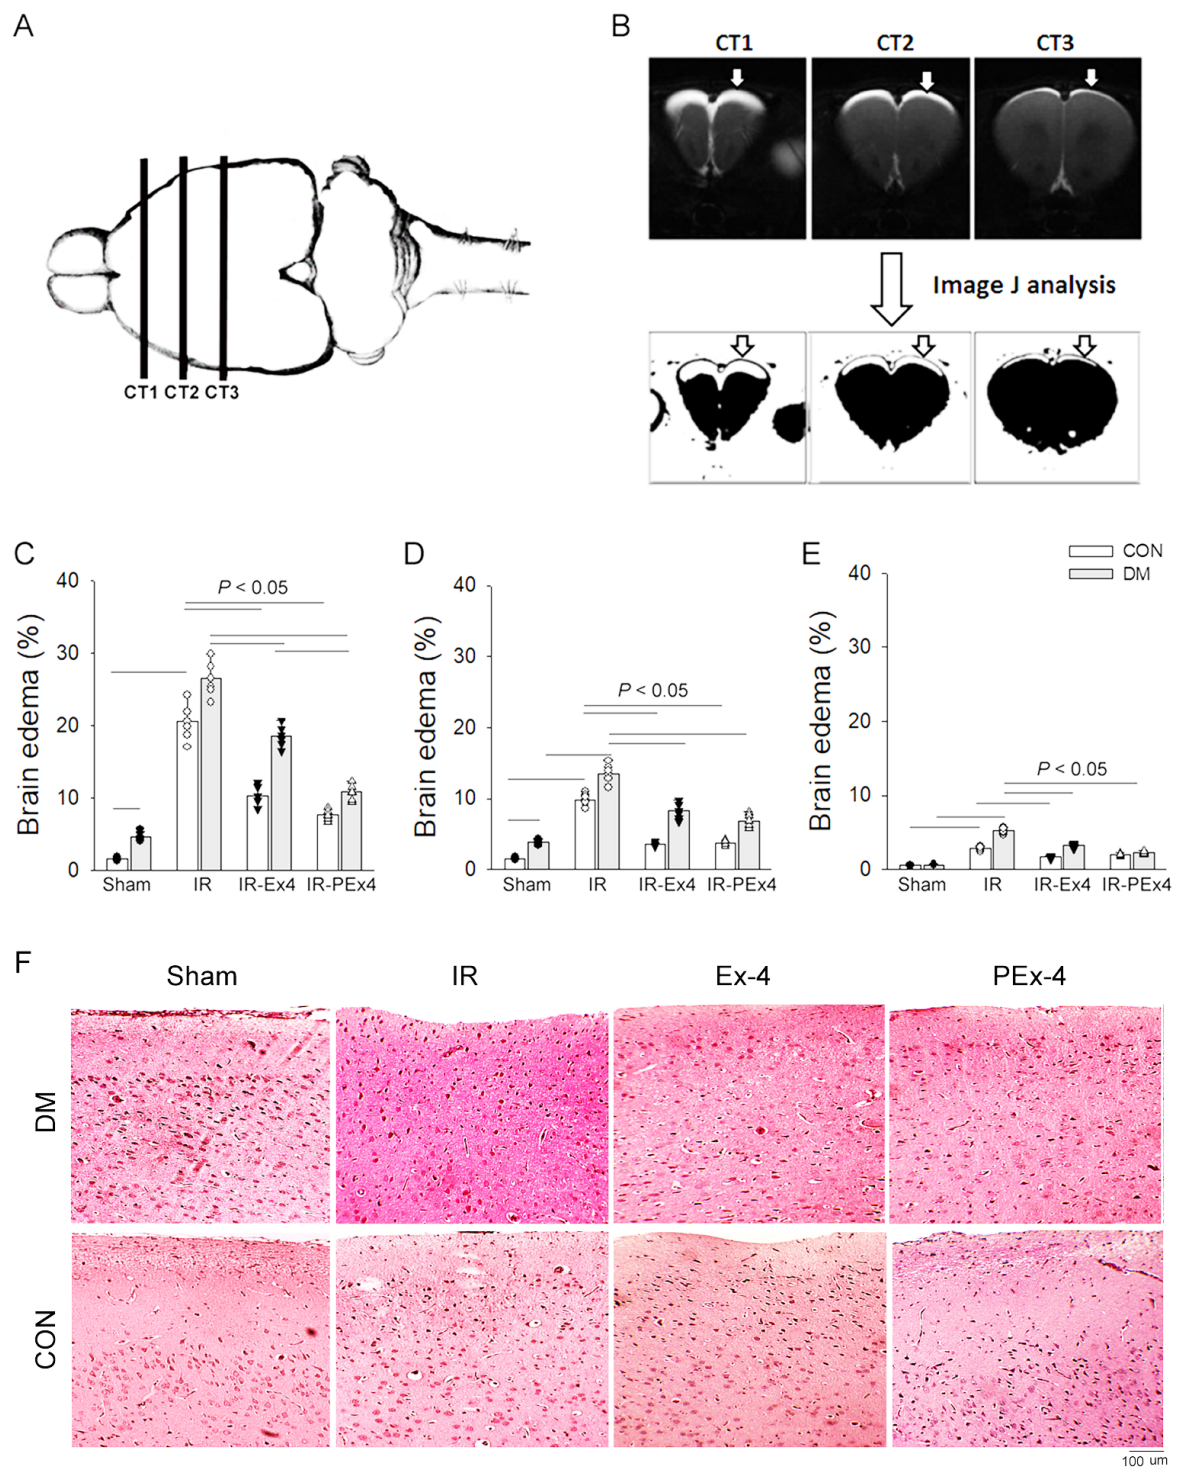 A
B
CT1 CT2 CT3
CT1 CT2 CT3
Image J analysis
C
D
E
CON
DM
Brain edema (%)
40
30
20
10
0
P < 0.05
Sham IR IR-Ex4 IR-PEx4
Brain edema (%)
40
30
20
10
0
P < 0.05
Sham IR IR-Ex4 IR-PEx4
Brain edema (%)
40
30
20
10
0
P < 0.05
Sham IR IR-Ex4 IR-PEx4
F
Sham IR Ex-4 PEx-4
DM
CON
100 um